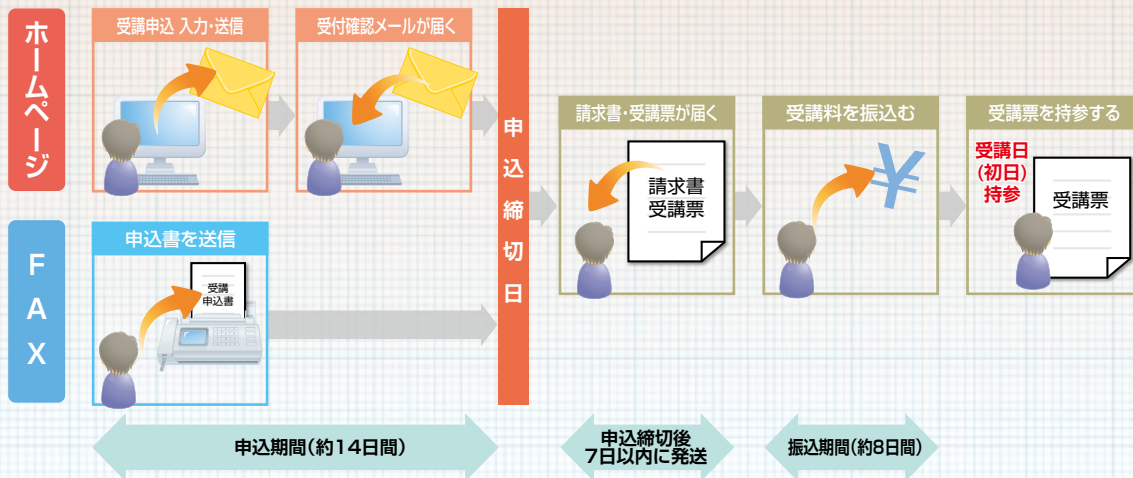 ホームページ
受講申込 入力・送信
受付確認メールが届く
FAX
申込書を送信
受講
申込書
申込締切日
請求書・受講票が届く
請求書
受講票
受講料を振込む
¥
受講票を持参する
受講日
(初日)
持参
受講票
申込期間(約14日間)
申込締切後
7日以内に発送
振込期間(約8日間)